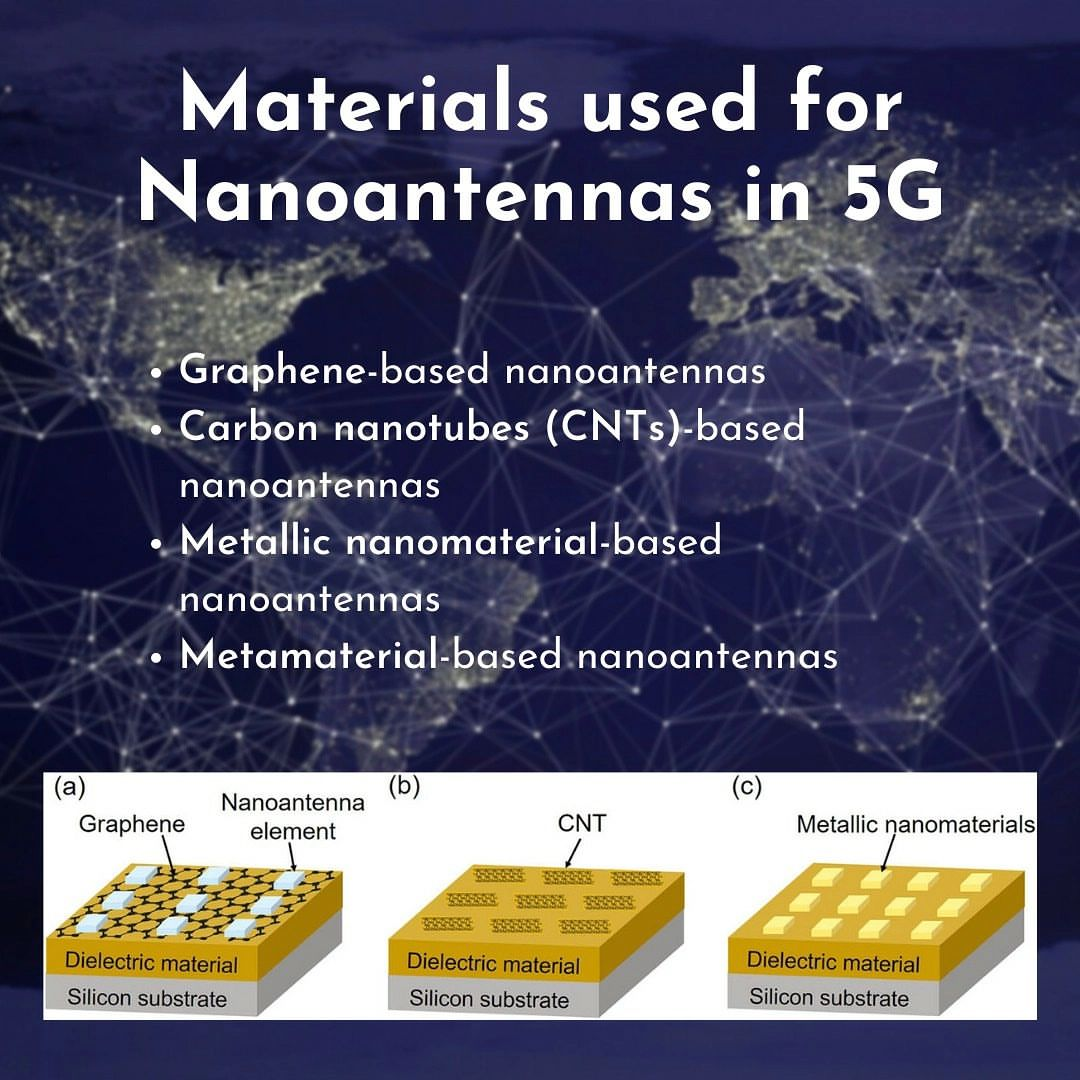 Materials used for
Nanoantennas in 5G
• Graphene-based nanoantennas
• Carbon nanotubes (CNTs)-based
nanoantennas
• Metallic nanomaterial-based
nanoantennas
• Metamaterial-based nanoantennas
(a)
Graphene
Nanoantenna
element
Dielectric material
Silicon substrate
(b)
CNT
Dielectric material
Silicon substrate
(c)
Metallic nanomaterials
Dielectric material
Silicon substrate